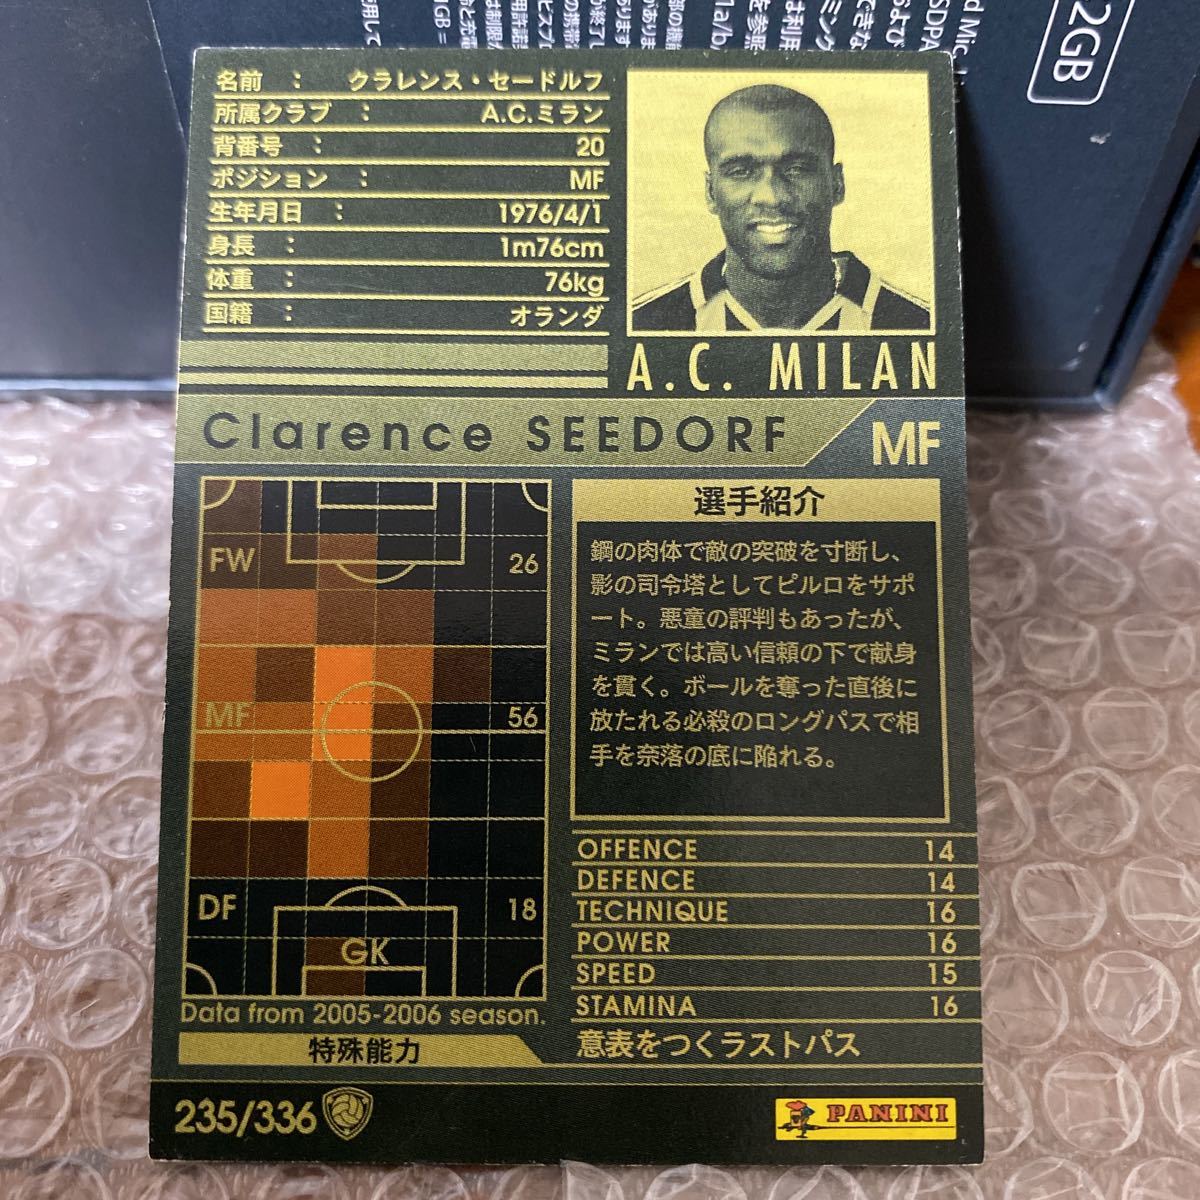 2GB
名前 : クラレンス・セードルフ
所属クラブ : A.C.ミラン
背番号 : 20
ポジション : MF
生年月日 : 1976/4/1
身長 : 1m76cm
体重 : 76kg
国籍 : オランダ
A.C. MILAN
Clarence SEEDORF
MF
FW 26
MF 56
DF 18
GK
Data from 2005-2006 season.
選手紹介
鋼の肉体で敵の突破を寸断し、
影の司令塔としてピルロをサポ
ート。悪童の評判もあったが、
ミランでは高い信頼の下で献身
を貫く。ボールを奪った直後に
放たれる必殺のロングパスで相
手を奈落の底に陥れる。
OFFENCE 14
DEFENCE 14
TECHNIQUE 16
POWER 16
SPEED 15
STAMINA 16
特殊能力 意表をつくラストパス
235/336
PANINI